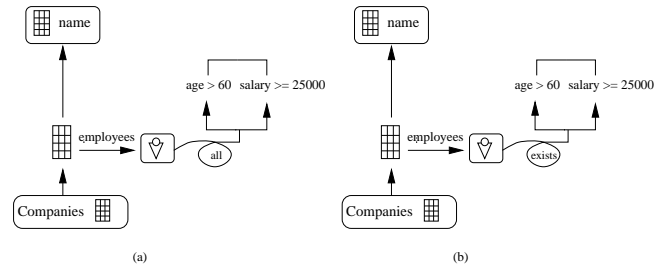 name
age > 60 salary >= 25000
employees
all
Companies
(a)
name
age > 60 salary >= 25000
employees
exists
Companies
(b)